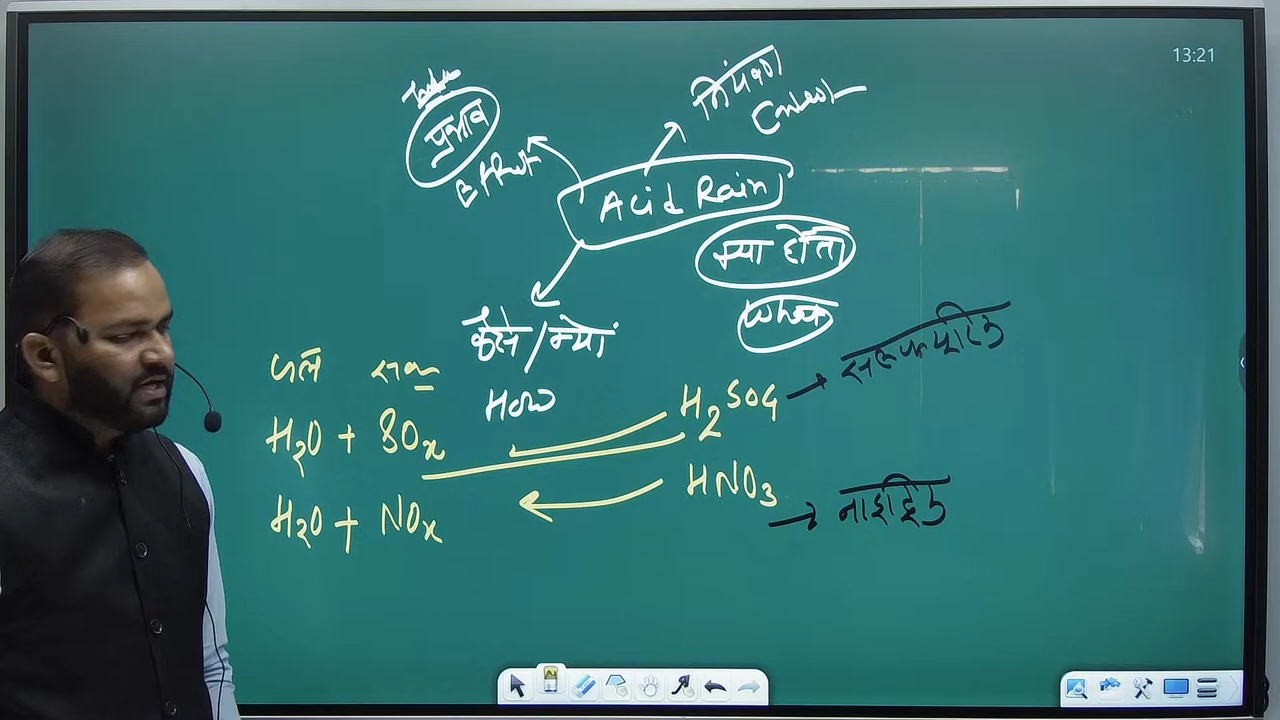 13:21
नियंत्रण
Control
प्रभाव
Effect
Acid Rain
क्या होता
What
कैसे/क्यों
How
जल
H₂O + SOₓ
H₂SO4
सल्फ्यूरिक
H₂O + NOₓ
HNO₃
नाइट्रिक